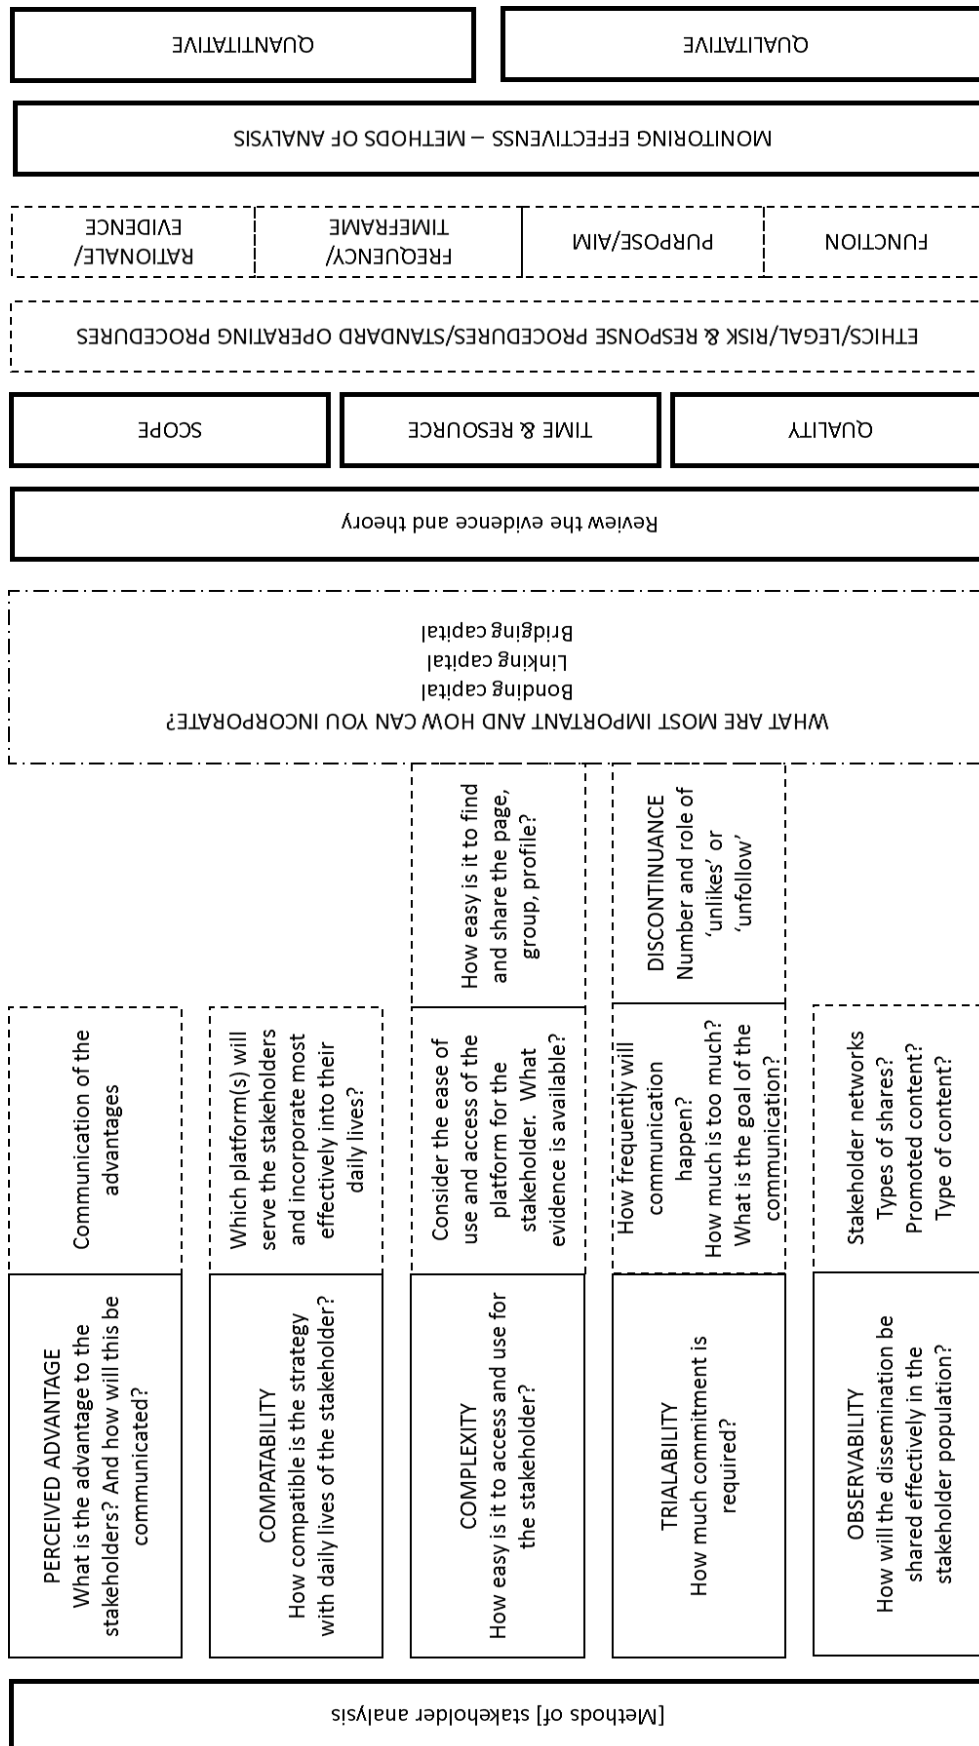 [Methods of] stakeholder analysis
PERCEIVED ADVANTAGE
What is the advantage to the
stakeholders? And how will this be
communicated?
Communication of the
advantages
COMPATABILITY
How compatible is the strategy
with daily lives of the stakeholder?
Which platform(s) will
serve the stakeholders
and incorporate most
effectively into their
daily lives?
COMPLEXITY
How easy is it to access and use for
the stakeholder?
Consider the ease of
use and access of the
platform for the
stakeholder. What
evidence is available?
How easy is it to find
and share the page,
group, profile?
TRIALABILITY
How much commitment is
required?
How frequently will
communication
happen?
How much is too much?
What is the goal of the
communication?
DISCONTINUANCE
Number and role of
‘unlikes’ or
‘unfollow’
OBSERVABILITY
How will the dissemination be
shared effectively in the
stakeholder population?
Stakeholder networks
Types of shares?
Promoted content?
Type of content?
WHAT ARE MOST IMPORTANT AND HOW CAN YOU INCORPORATE?
Bonding capital
Linking capital
Bridging capital
Review the evidence and theory
QUALITY
TIME & RESOURCE
SCOPE
ETHICS/LEGAL/RISK & RESPONSE PROCEDURES/STANDARD OPERATING PROCEDURES
FUNCTION
PURPOSE/AIM
FREQUENCY/
TIMEFRAME
RATIONALE/
EVIDENCE
MONITORING EFFECTIVENSS – METHODS OF ANALYSIS
QUALITATIVE
QUANTITATIVE